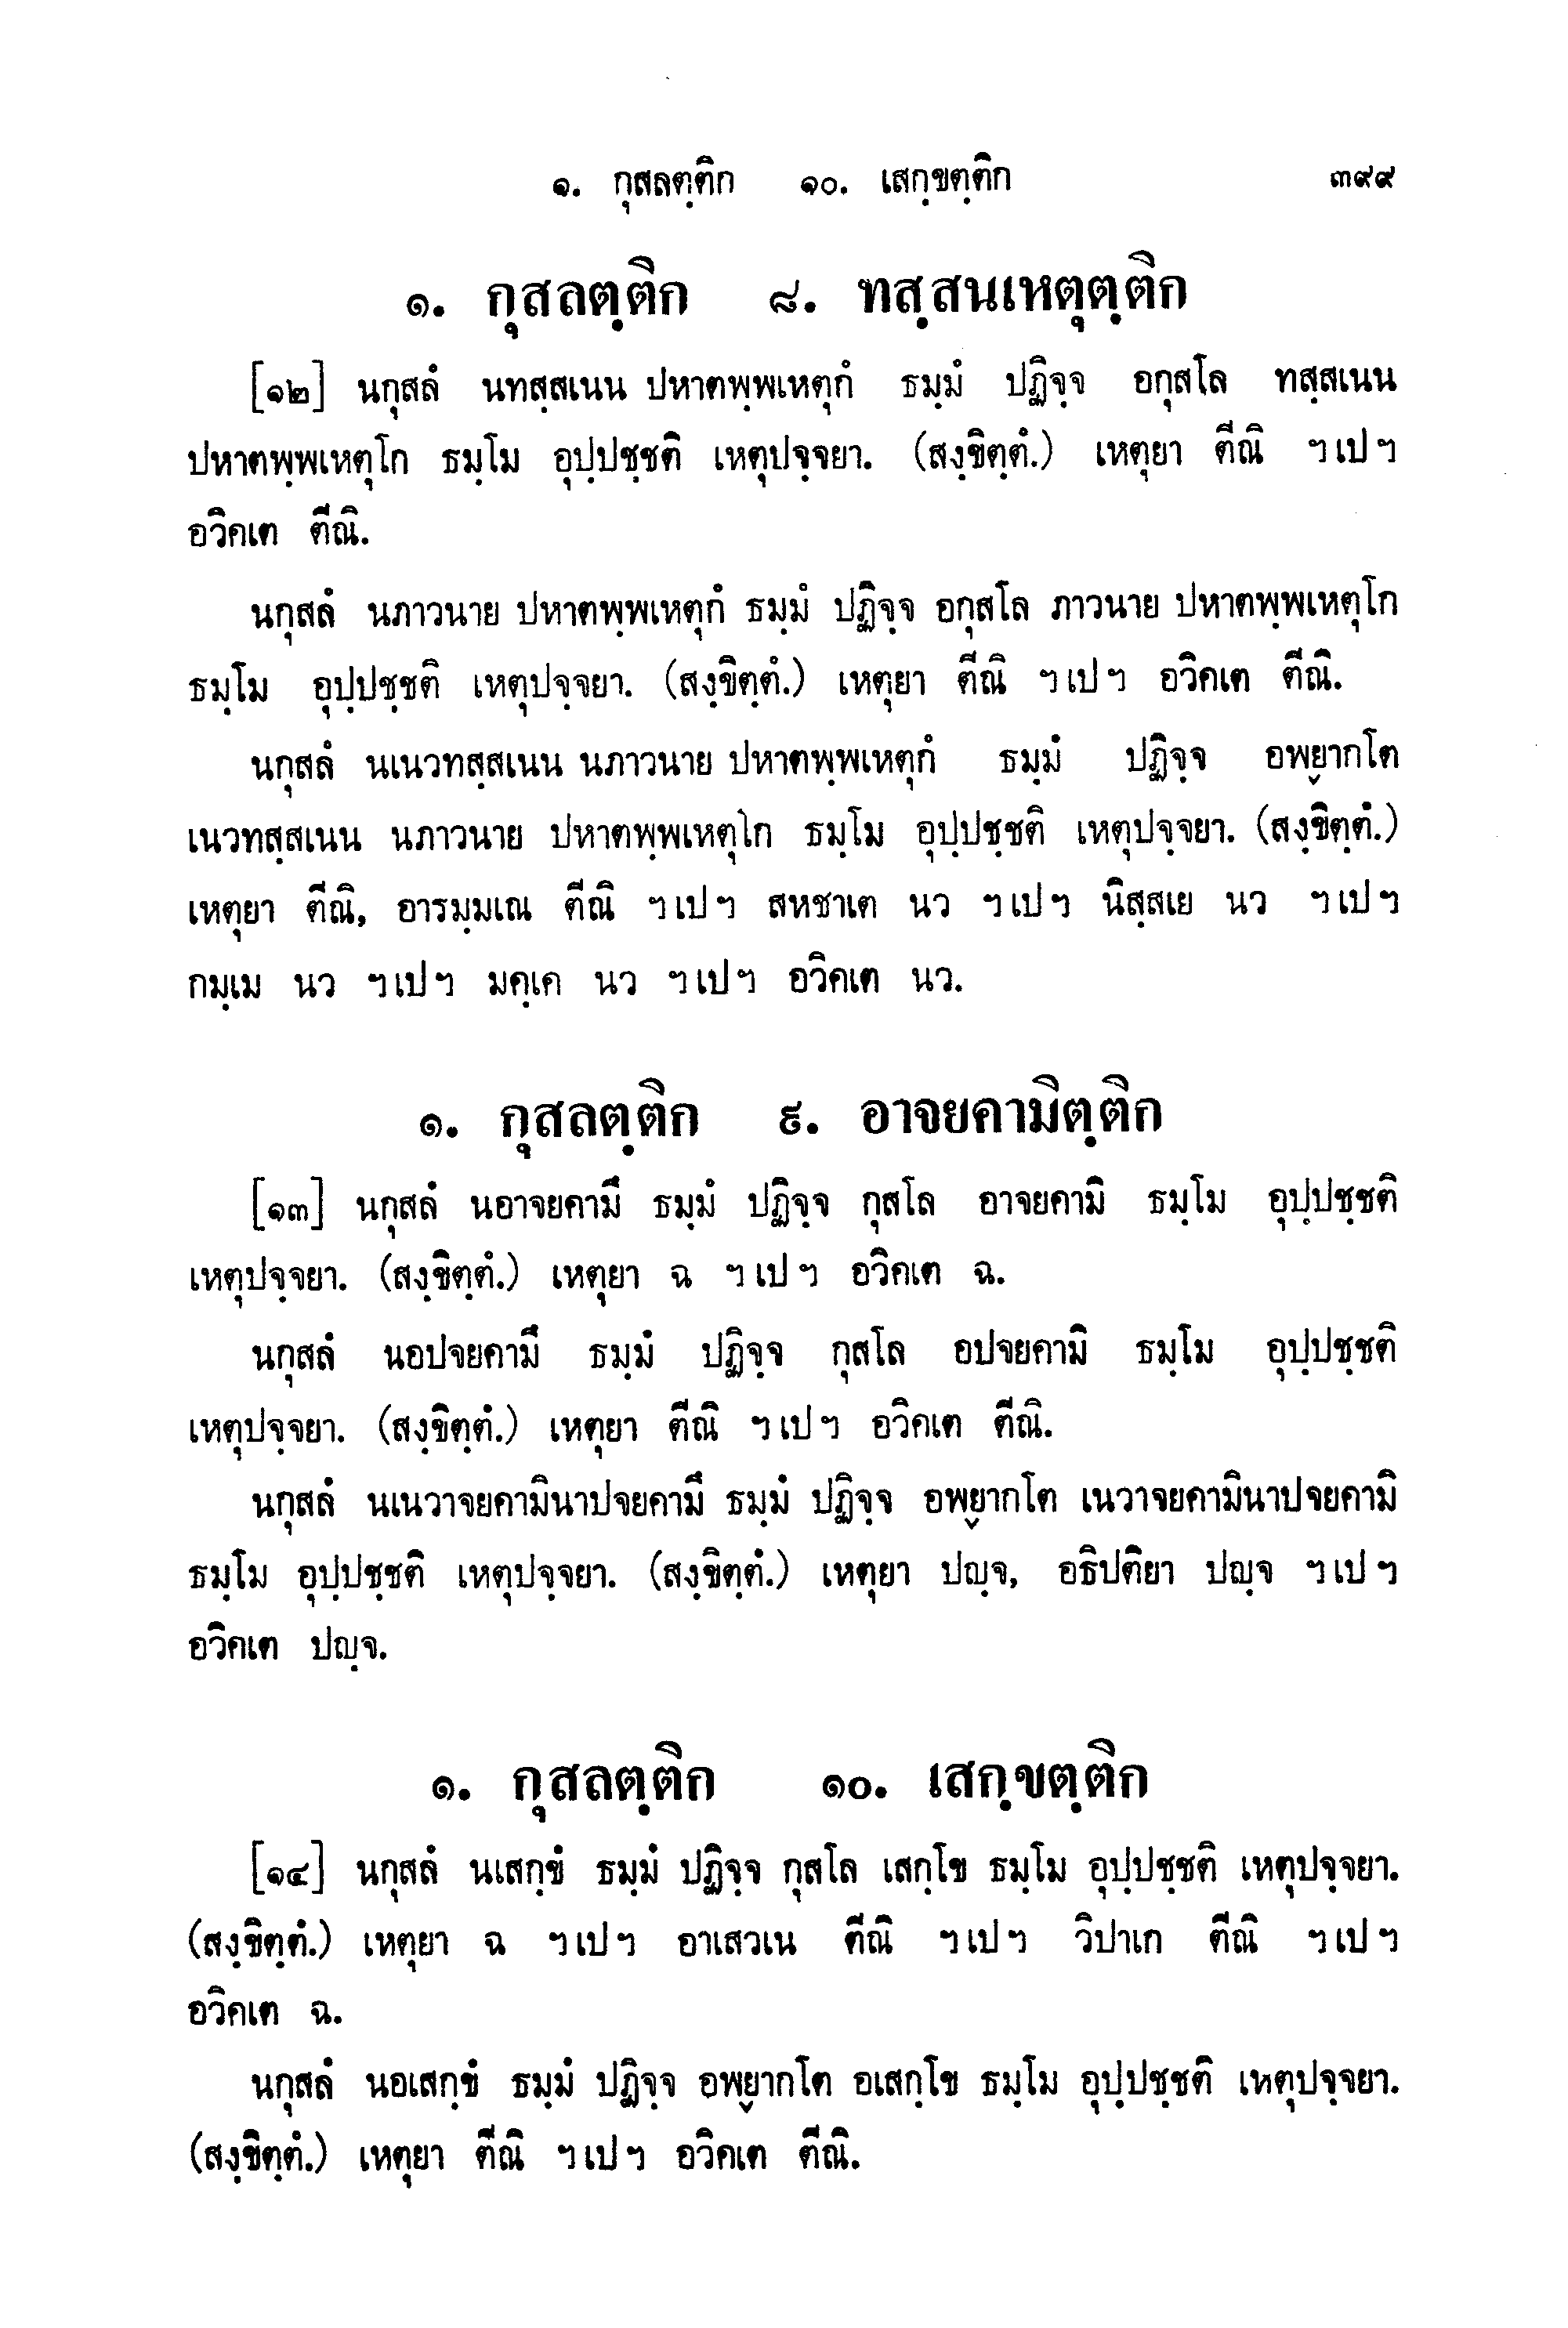 ๑. กุสลตฺติก ๑๐. เสกฺขตฺติก ๓๙๙
๑. กุสลตฺติก ๘. ทสฺสนเหตุตฺติก
[๑๒] นกุสลํ นทสฺสเนน ปหาตพฺพเหตุกํ ธมฺมํ ปฏิจฺจ อกุสโล ทสฺสเนน
ปหาตพฺพเหตุโก ธมฺโม อุปฺปชฺชติ เหตุปจฺจยา. (สงฺขิตฺตํ.) เหตุยา ตีณิ ฯเปฯ
อวิคเต ตีณิ.
นกุสลํ นภาวนาย ปหาตพฺพเหตุกํ ธมฺมํ ปฏิจฺจ อกุสโล ภาวนาย ปหาตพฺพเหตุโก
ธมฺโม อุปฺปชฺชติ เหตุปจฺจยา. (สงฺขิตฺตํ.) เหตุยา ตีณิ ฯเปฯ อวิคเต ตีณิ.
นกุสลํ นเนวทสฺสเนน นภาวนาย ปหาตพฺพเหตุกํ ธมฺมํ ปฏิจฺจ อพฺยากโต
เนวทสฺสเนน นภาวนาย ปหาตพฺพเหตุโก ธมฺโม อุปฺปชฺชติ เหตุปจฺจยา. (สงฺขิตฺตํ.)
เหตุยา ตีณิ, อารมฺมเณ ตีณิ ฯเปฯ สหชาเต นว ฯเปฯ นิสฺสเย นว ฯเปฯ
กมฺเม นว ฯเปฯ มคฺเค นว ฯเปฯ อวิคเต นว.
๑. กุสลตฺติก ๙. อาจยคามิตฺติก
[๑๓] นกุสลํ นอาจยคามึ ธมฺมํ ปฏิจฺจ กุสโล อาจยคามิ ธมฺโม อุปฺปชฺชติ
เหตุปจฺจยา. (สงฺขิตฺตํ.) เหตุยา ฉ ฯเปฯ อวิคเต ฉ.
นกุสลํ นอปจยคามึ ธมฺมํ ปฏิจฺจ กุสโล อปจยคามิ ธมฺโม อุปฺปชฺชติ
เหตุปจฺจยา. (สงฺขิตฺตํ.) เหตุยา ตีณิ ฯเปฯ อวิคเต ตีณิ.
นกุสลํ นเนวาจยคามินาปจยคามึ ธมฺมํ ปฏิจฺจ อพฺยากโต เนวาจยคามินาปจยคามิ
ธมฺโม อุปฺปชฺชติ เหตุปจฺจยา. (สงฺขิตฺตํ.) เหตุยา ปญฺจ, อธิปติยา ปญฺจ ฯเปฯ
อวิคเต ปญฺจ.
๑. กุสลตฺติก ๑๐. เสกฺขตฺติก
[๑๔] นกุสลํ นเสกฺขํ ธมฺมํ ปฏิจฺจ กุสโล เสกฺโข ธมฺโม อุปฺปชฺชติ เหตุปจฺจยา.
(สงฺขิตฺตํ.) เหตุยา ฉ ฯเปฯ อาเสวเน ตีณิ ฯเปฯ วิปาเก ตีณิ ฯเปฯ
อวิคเต ฉ.
นกุสลํ นอเสกฺขํ ธมฺมํ ปฏิจฺจ อพฺยากโต อเสกฺโข ธมฺโม อุปฺปชฺชติ เหตุปจฺจยา.
(สงฺขิตฺตํ.) เหตุยา ตีณิ ฯเปฯ อวิคเต ตีณิ.